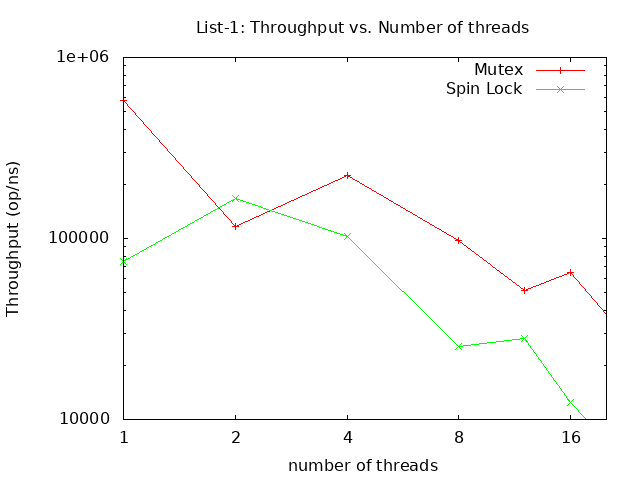 List-1: Throughput vs. Number of threads
1e+06
Mutex
Spin Lock
Throughput (op/ns)
100000
10000
1 2 4 8 16
number of threads